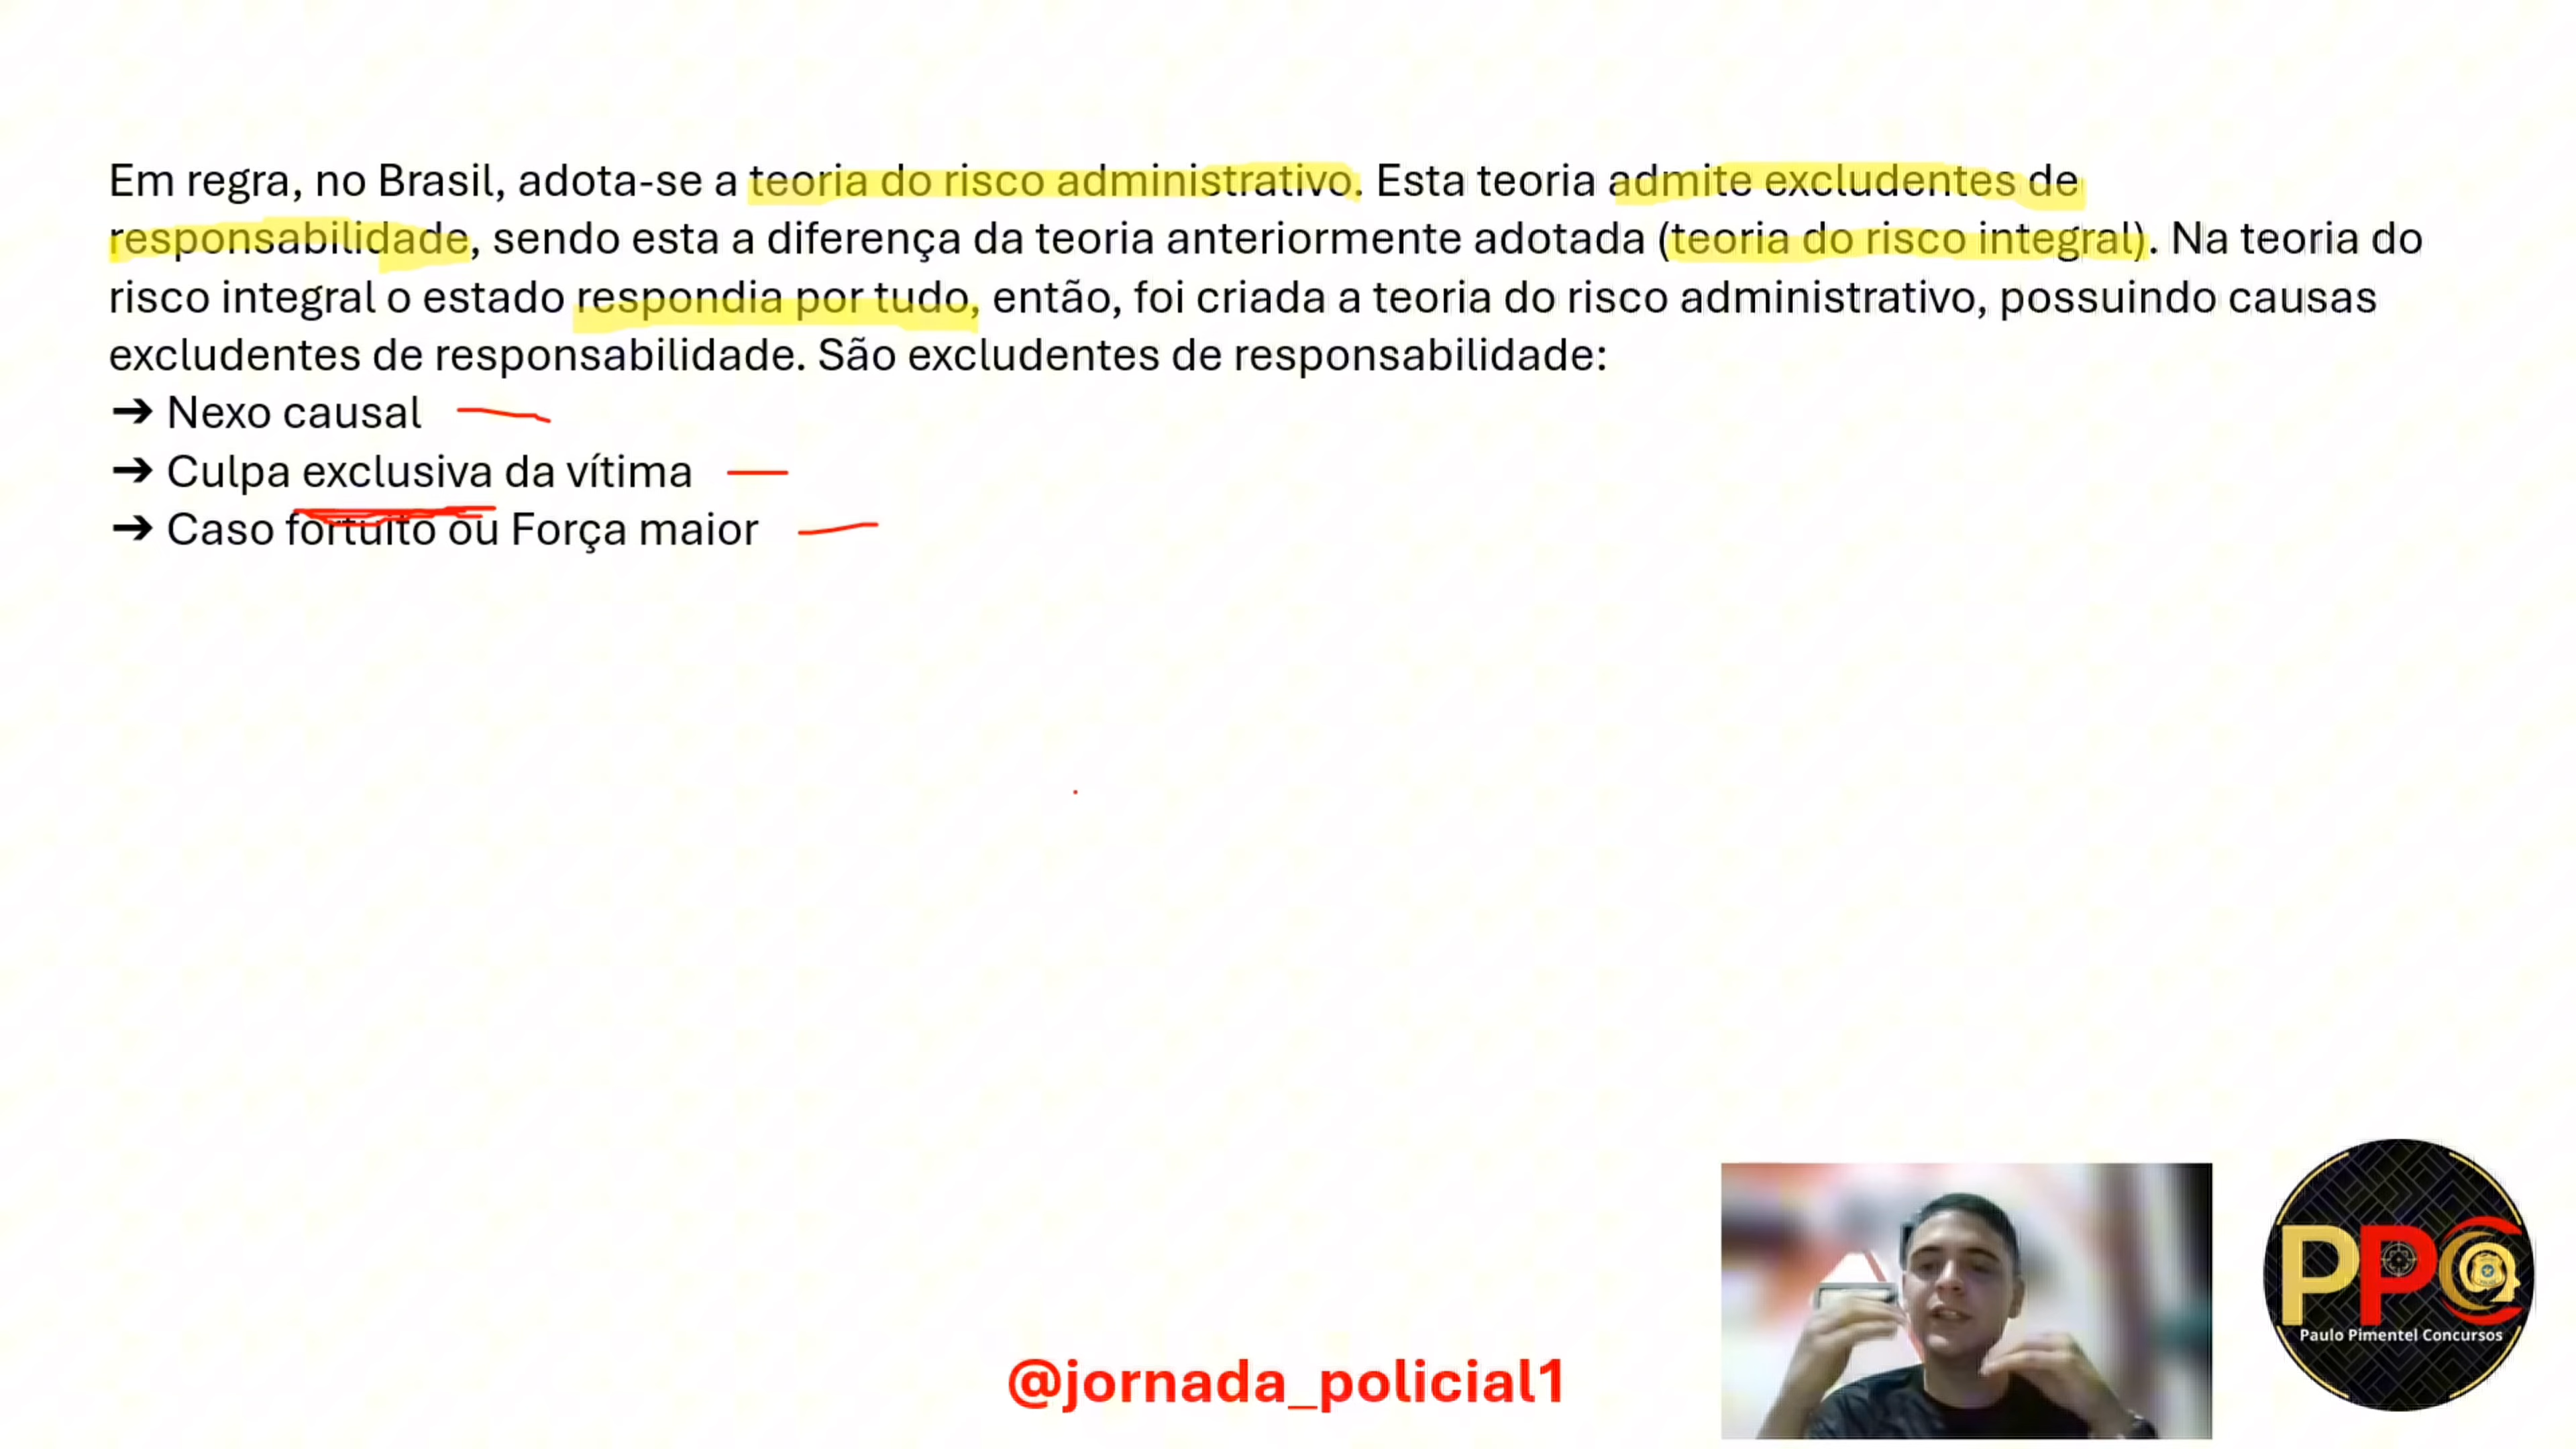 Em regra, no Brasil, adota-se a teoria do risco administrativo. Esta teoria admite excludentes de
responsabilidade, sendo esta a diferença da teoria anteriormente adotada (teoria do risco integral). Na teoria do
risco integral o estado respondia por tudo, então, foi criada a teoria do risco administrativo, possuindo causas
excludentes de responsabilidade. São excludentes de responsabilidade:
➔ Nexo causal
➔ Culpa exclusiva da vítima
➔ Caso fortuito ou Força maior
PPC
Paulo Pimentel Concursos
@jornada_policial1